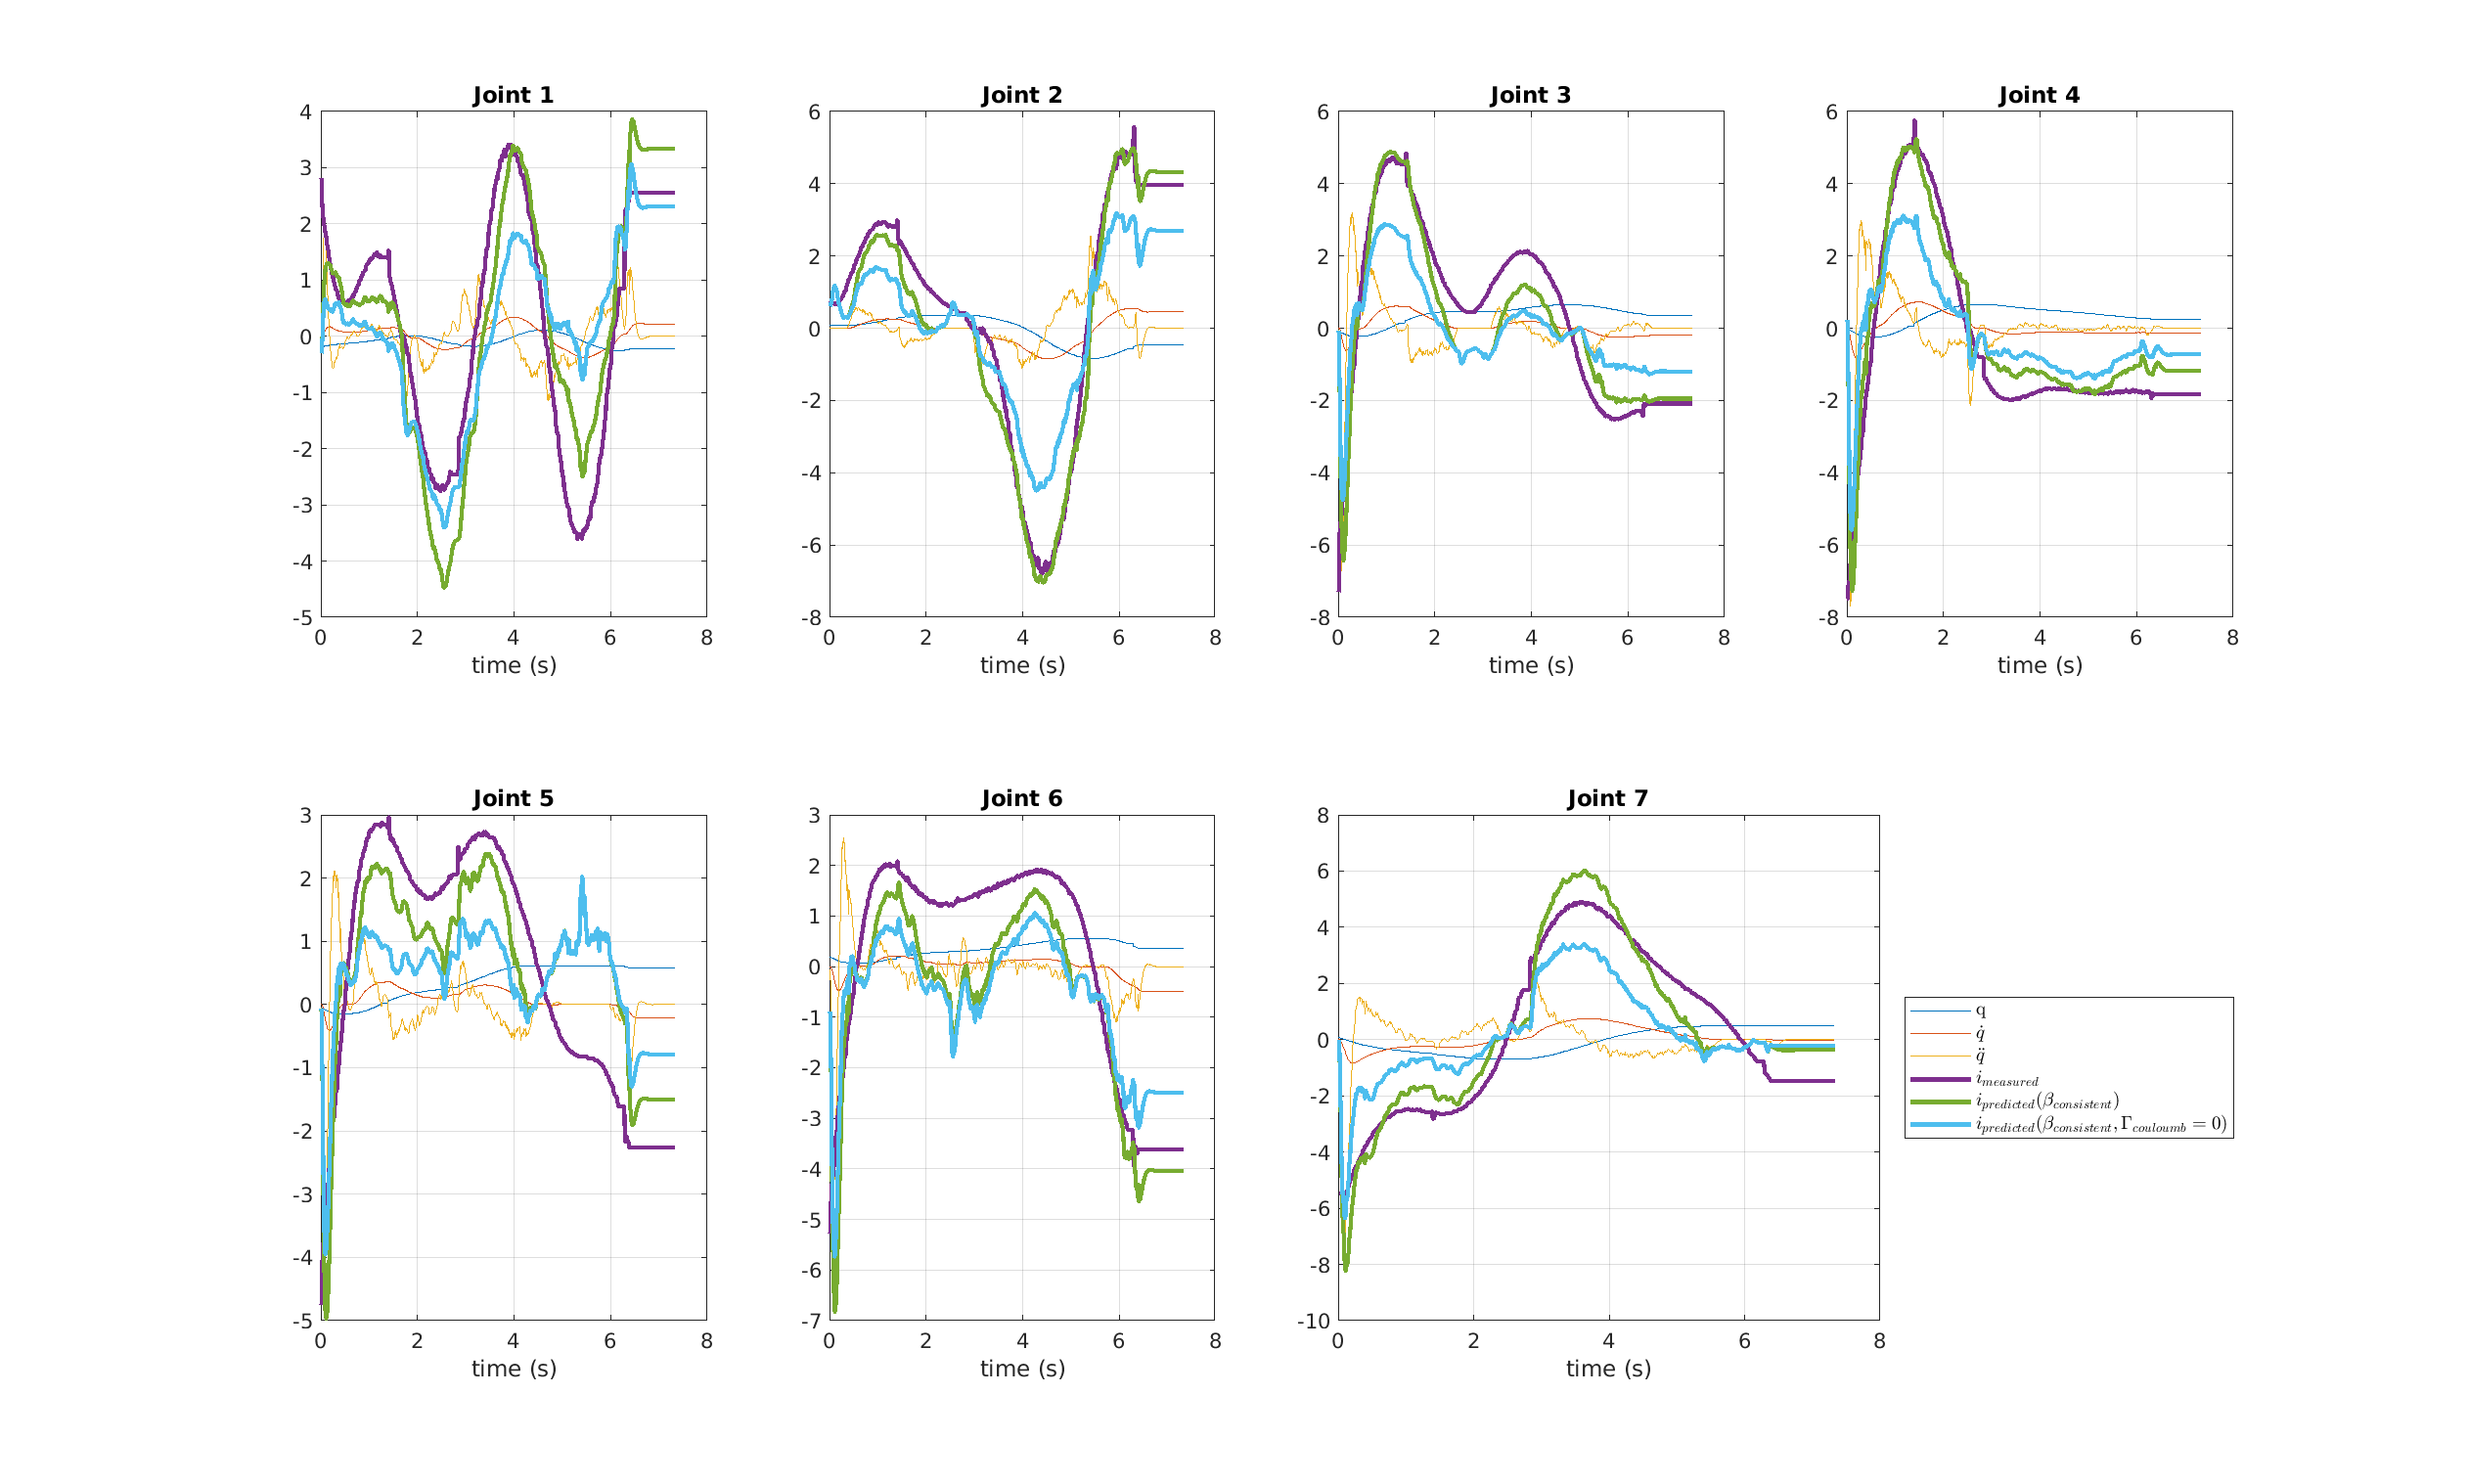 Joint 1
4
3
2
1
0
-1
-2
-3
-4
-5
0 2 4 6 8
time (s)
Joint 2
6
4
2
0
-2
-4
-6
-8
0 2 4 6 8
time (s)
Joint 3
6
4
2
0
-2
-4
-6
-8
0 2 4 6 8
time (s)
Joint 4
6
4
2
0
-2
-4
-6
-8
0 2 4 6 8
time (s)
Joint 5
3
2
1
0
-1
-2
-3
-4
-5
0 2 4 6 8
time (s)
Joint 6
3
2
1
0
-1
-2
-3
-4
-5
-6
-7
0 2 4 6 8
time (s)
Joint 7
8
6
4
2
0
-2
-4
-6
-8
-10
0 2 4 6 8
time (s)
q
q̇
q̈
i_measured
i_predicted(β_consistent)
i_predicted(β_consistent, Γ_couloumb = 0)